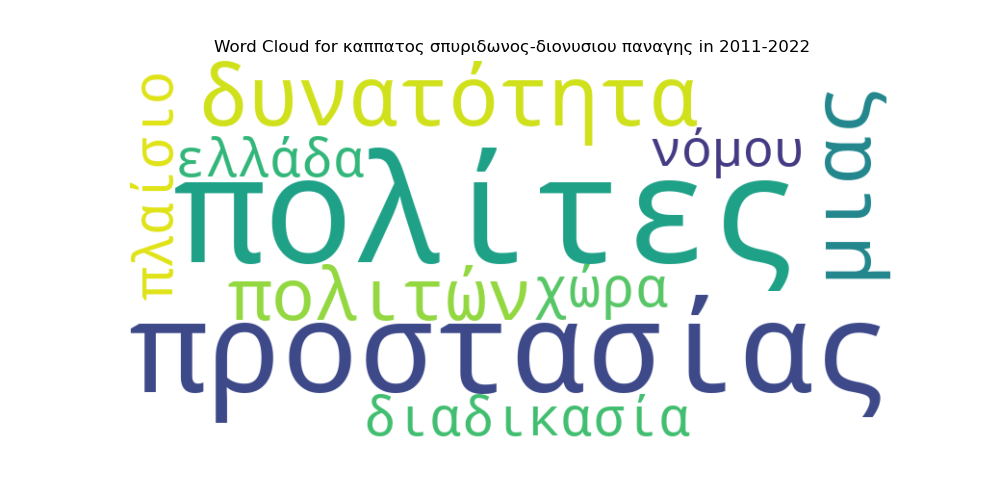 Word Cloud for καππατος σπυριδωνος-διονυσιου παναγης in 2011-2022
πλαίσιο
δυνατότητα
μιας
ελλάδα
νόμου
πολίτες
πολιτών
χώρα
προστασίας
διαδικασία